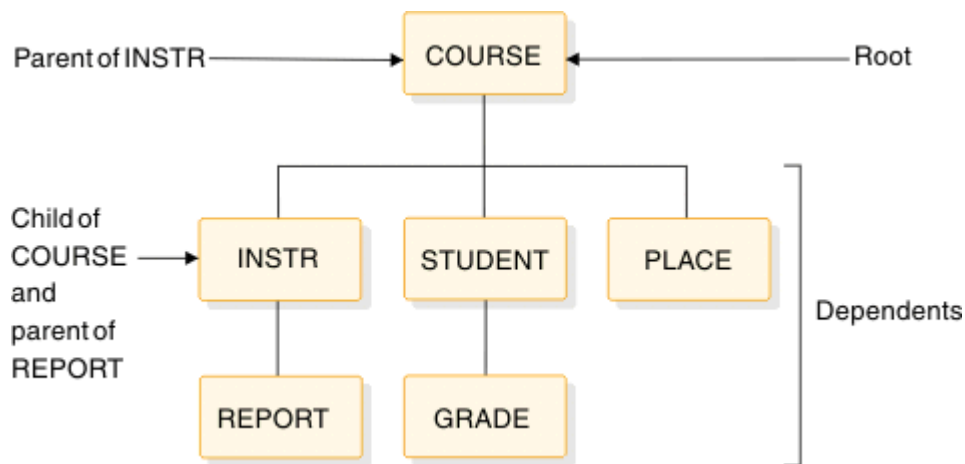 Parent of INSTR
COURSE
Root
Child of
COURSE
and
parent of
REPORT
INSTR
STUDENT
PLACE
Dependents
REPORT
GRADE